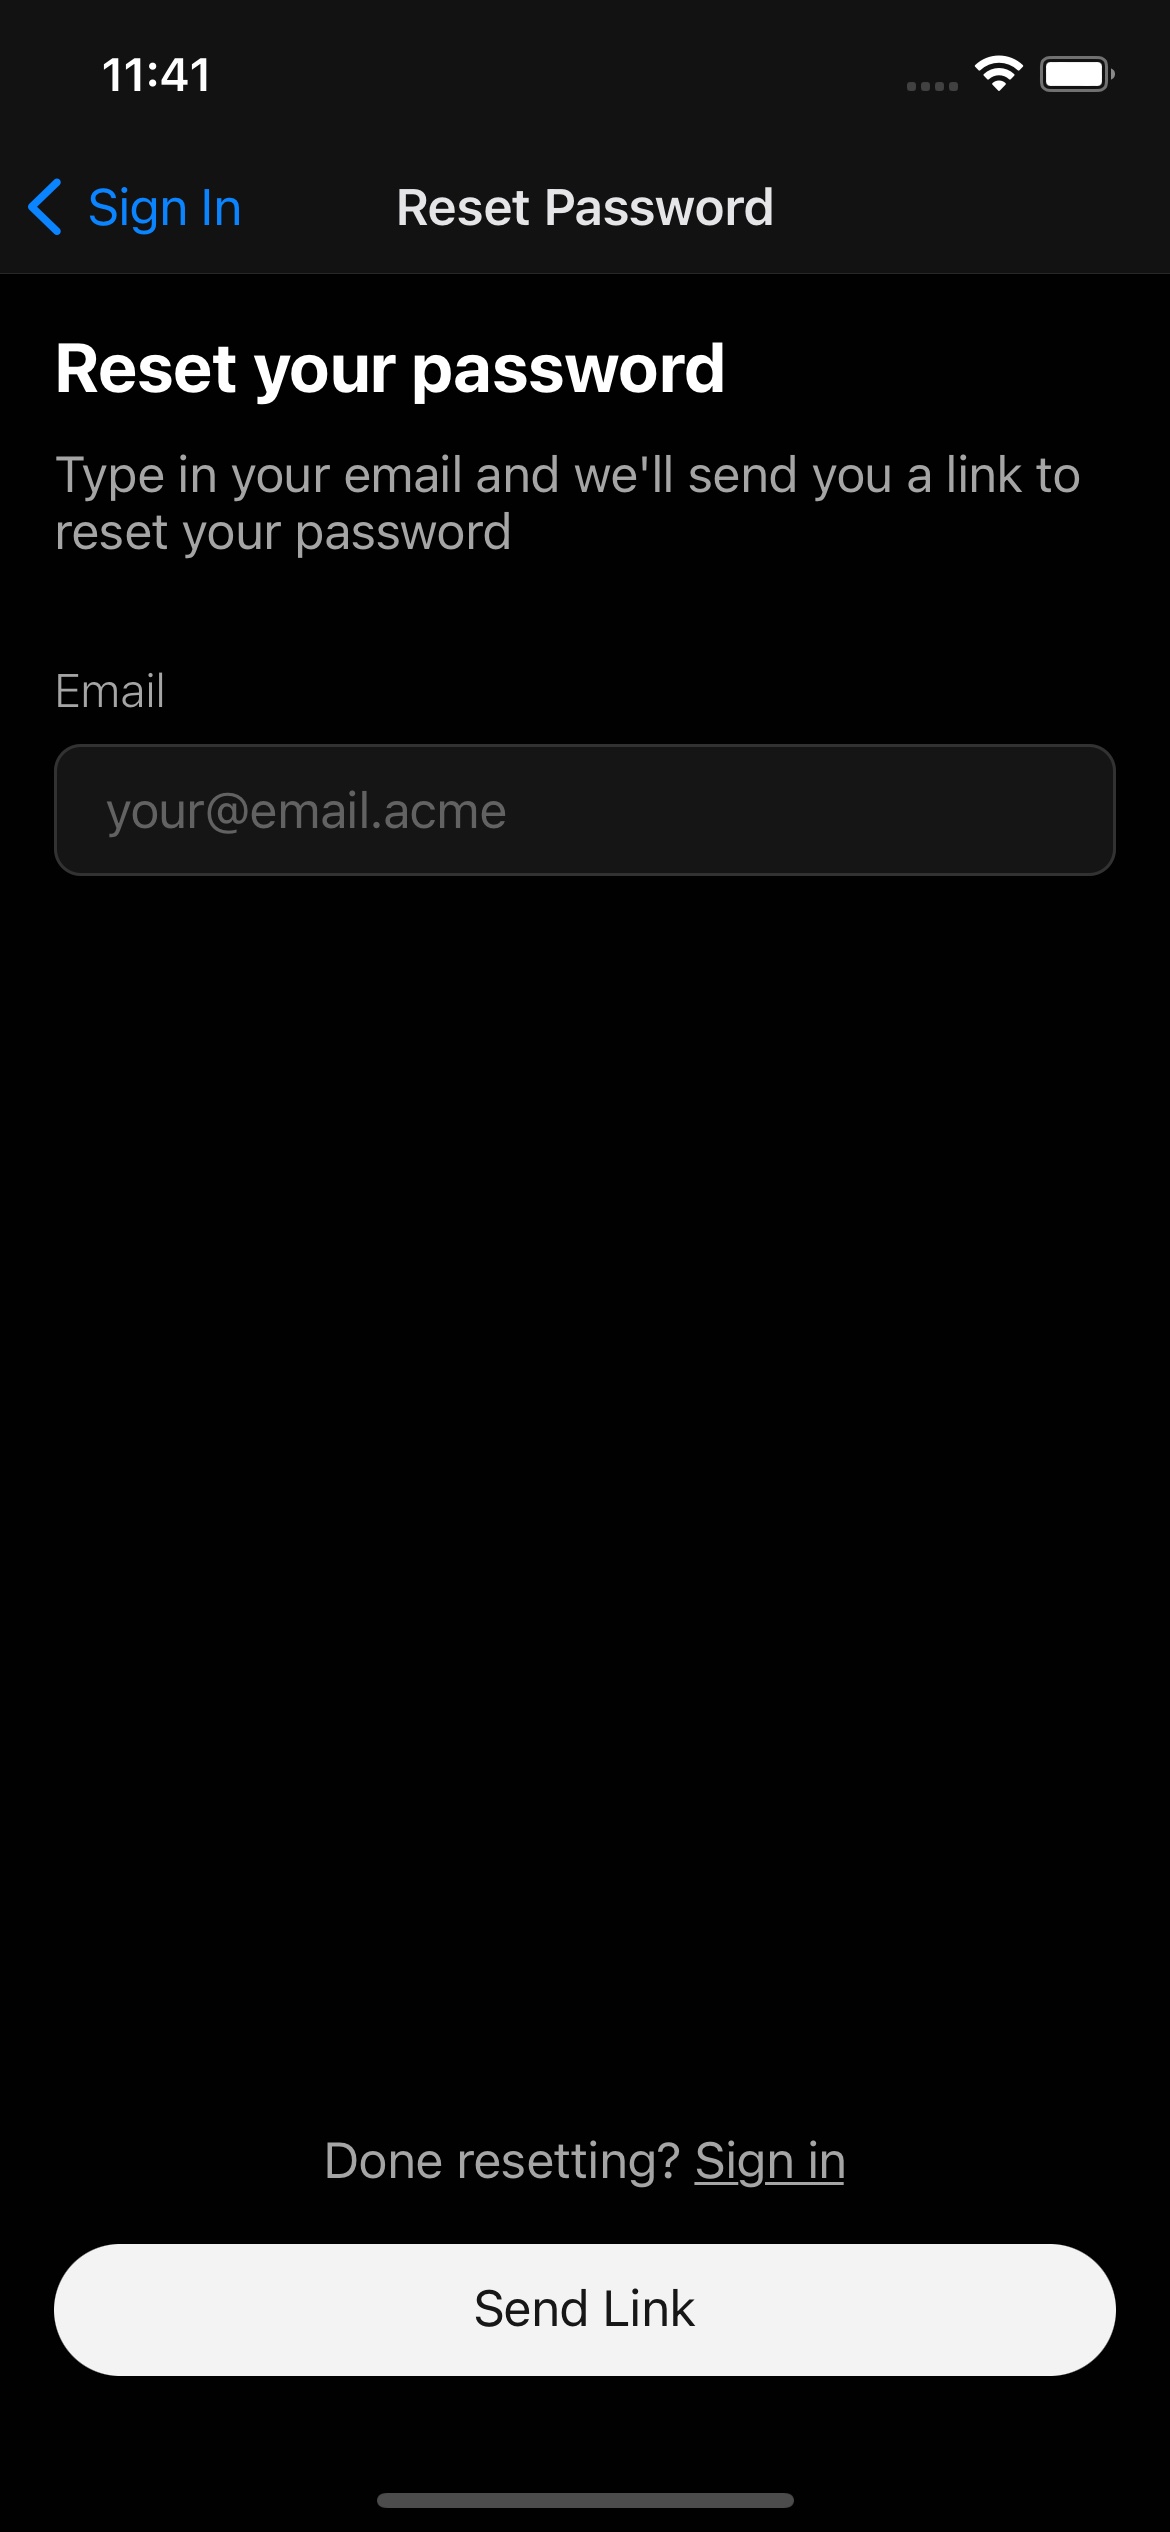 11:41
Sign In
Reset Password
Reset your password
Type in your email and we'll send you a link to
reset your password
Email
your@email.acme
Done resetting? Sign in
Send Link